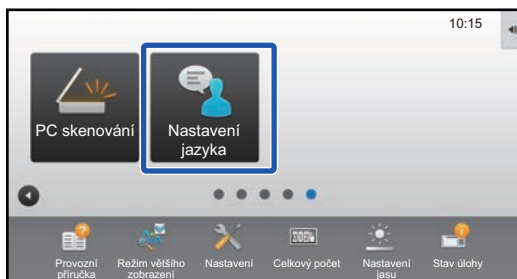 10:15
PC skenování
Nastavení
jazyka
Provozní
příručka
Režim většího
zobrazení
Nastavení
Celkový počet
Nastavení
jasu
Stav úlohy